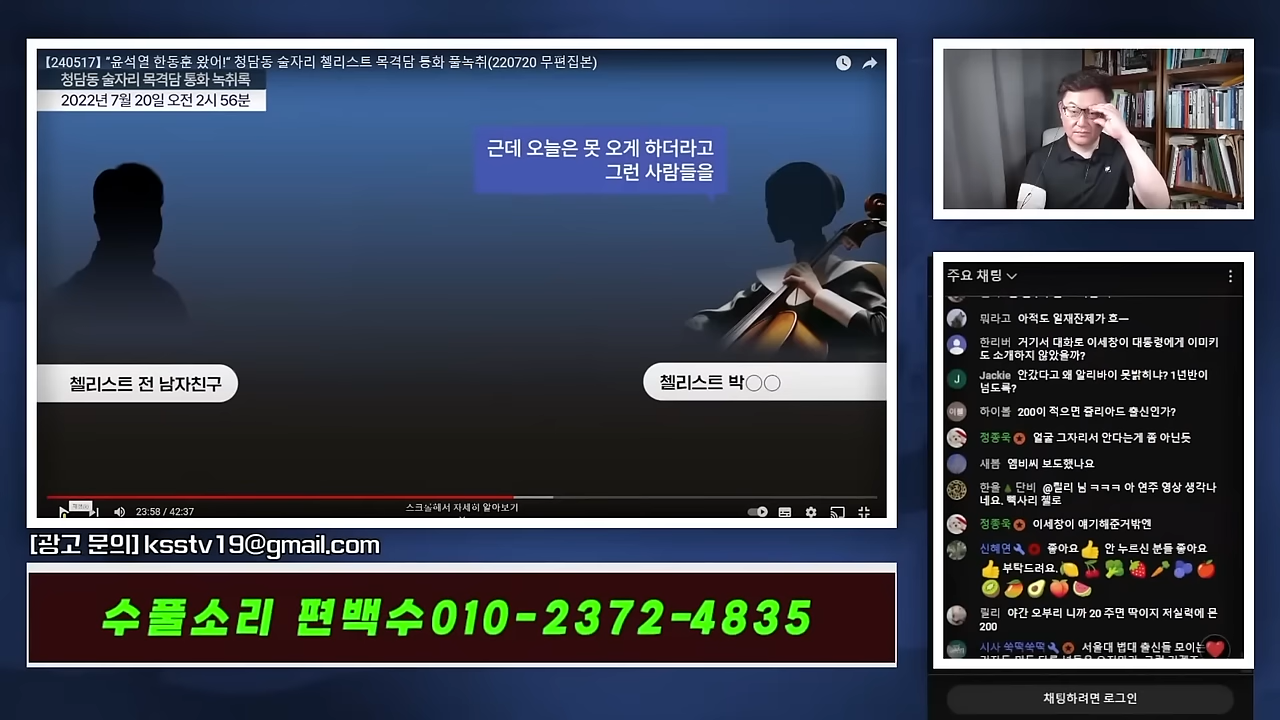 【240517】 "윤석열 한동훈 왔어!" 청담동 술자리 첼리스트 목격담 통화 풀녹취(220720 무편집본)
청담동 술자리 목격담 통화 녹취록
2022년 7월 20일 오전 2시 56분
근데 오늘은 못 오게 하더라고
그런 사람들을
첼리스트 전 남자친구
첼리스트 박○○
23:58 / 42:37
스크롤해서 자세히 알아보기
[광고 문의] ksstv19@gmail.com
수풀소리 편백수010-2372-4835
주요 채팅
뭐라고 아적도 일재잔제가 흐ㅡ
한리버 거기서 대화로 이세창이 대통렁에게 이미키
도 소개하지 않았을까?
J Jackie 안갔다고 왜 알리바이 못밝히냐? 1년반이
넘도록?
이볼 하이볼 200이 적으면 쥴리아드 출신인가?
정종욱 얼굴 그자리서 안다는게 좀 아닌듯
새봄 엠비씨 보도했나요
한율 단비 @릴리 님 ㅋㅋㅋ 아 연주 영상 생각나
네요. 빽사리 첼로
정종욱 이세창이 얘기해준거밖엔
신혜연 좋아요👍 안 누르신 분들 좋아요
👍부탁드려요.🍋🍒🥦🍓🥕🫐🍎
🥝🥭🥑🍑🍉
릴리 야간 오부리 니까 20 주면 딱이지 저실력에 몬
200
시사 쑥떡쑥떡 서울대 법대 출신들 모이는
채팅하려면 로그인